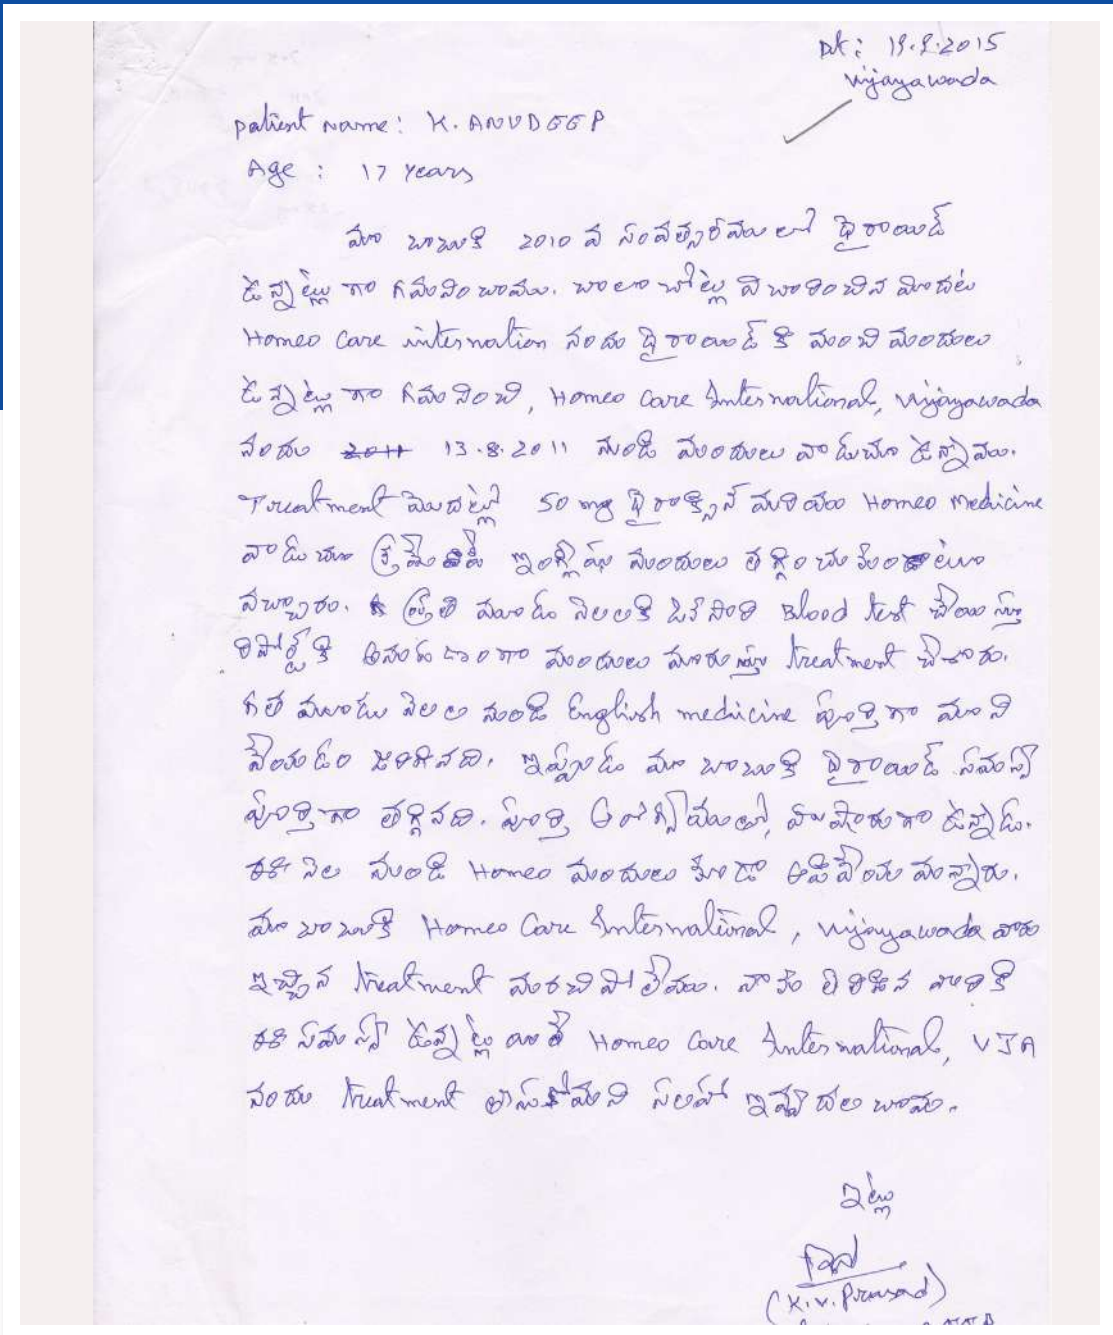 Dt: 19.9.2015
Vijayawada
Patient Name: K. ANUDEEP
Age : 17 Years
మా బాబుకి 2010 వ సంవత్సరములో థైరాయిడ్
ఉన్నట్లు గా గమనించాము. చాలా చోట్ల విచారించిన మీదట
Homeo Care internation నందు థైరాయిడ్ కి మంచి మందులు
ఉన్నట్లు గా గమనించి, Homeo Care International, Vijayawada
నందు 2011 13.8.2011 నుండి మందులు వాడుచూ ఉన్నాము.
Treatment మొదట్లో 50 mg థైరాక్సిన్ మరియు Homeo Medicine
వాడుచూ క్రమేపి ఇంగ్లీషు మందులు తగ్గించుకుంటూ
వచ్చారు. ప్రతి మూడు నెలలకి ఒకసారి Blood test చేయిస్తూ
రిపోర్ట్ కి అనుగుణంగా మందులు మారుస్తూ treatment చేశారు.
గత మూడు నెలల నుండి English medicine పూర్తిగా మాని
వేయడం జరిగినది. ఇప్పుడు మా బాబుకి థైరాయిడ్ సమస్య
పూర్తిగా తగ్గినది. పూర్తి ఆరోగ్యములో, హుషారుగా ఉన్నాడు.
ఈ నెల నుండి Homeo మందులు కూడా ఆపివేయమన్నారు.
మా బాబుకి Homeo Care International, Vijayawada వారు
ఇచ్చిన treatment మరచిపోలేము. నాకు తెలిసిన వారికి
ఈ సమస్య ఉన్నట్లు అయితే Homeo Care International, VJA
నందు treatment తీసుకోమని సలహా ఇవ్వదలచాను.
ఇట్లు
(K.V. Prasad)